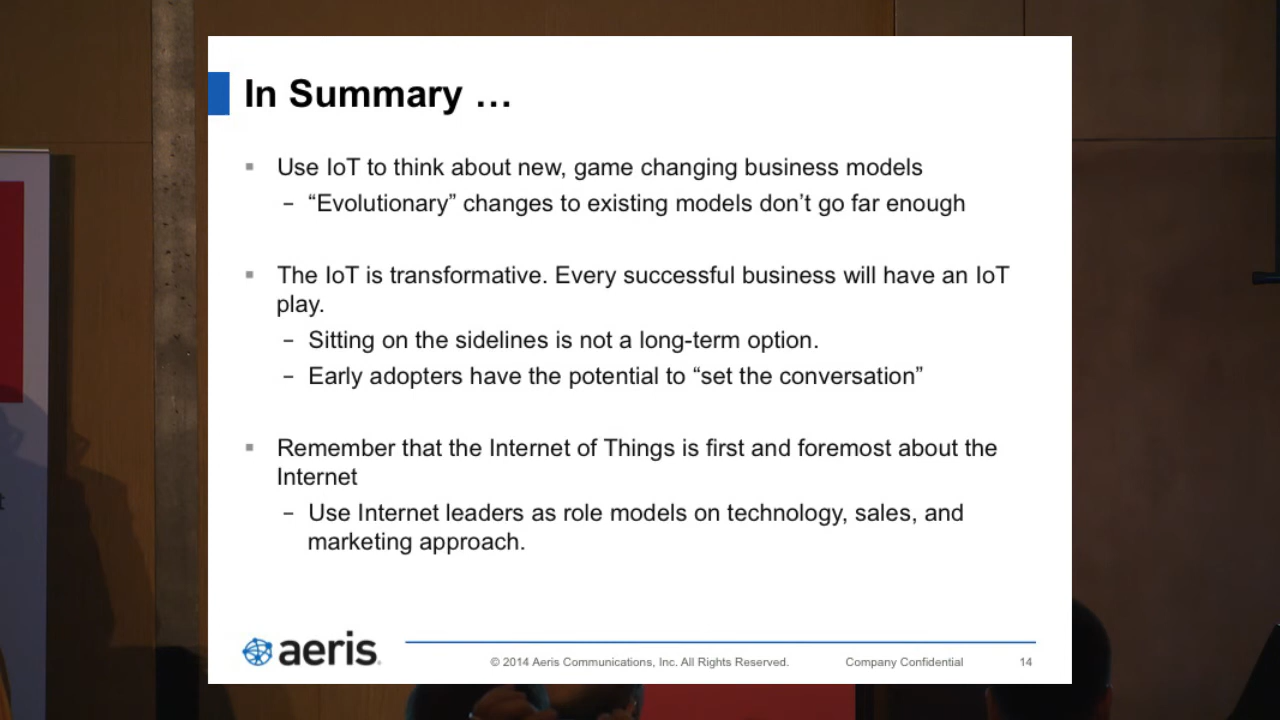 In Summary …
▪ Use IoT to think about new, game changing business models
– “Evolutionary” changes to existing models don’t go far enough
▪ The IoT is transformative. Every successful business will have an IoT
play.
– Sitting on the sidelines is not a long-term option.
– Early adopters have the potential to “set the conversation”
▪ Remember that the Internet of Things is first and foremost about the
Internet
– Use Internet leaders as role models on technology, sales, and
marketing approach.
aeris
© 2014 Aeris Communications, Inc. All Rights Reserved. Company Confidential 14